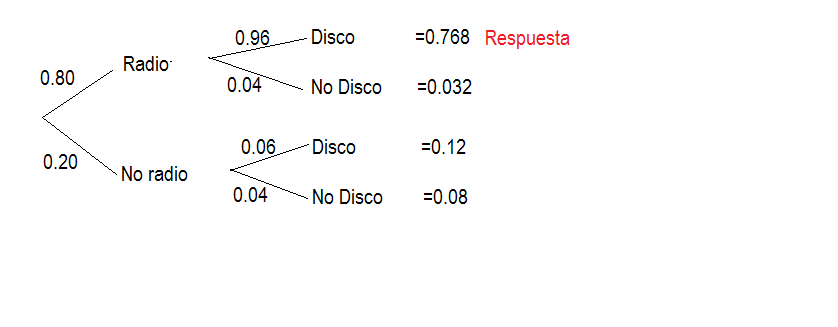 0.96 Disco =0.768 Respuesta
Radio
0.80
0.04 No Disco =0.032
0.06 Disco =0.12
0.20
No radio
0.04 No Disco =0.08